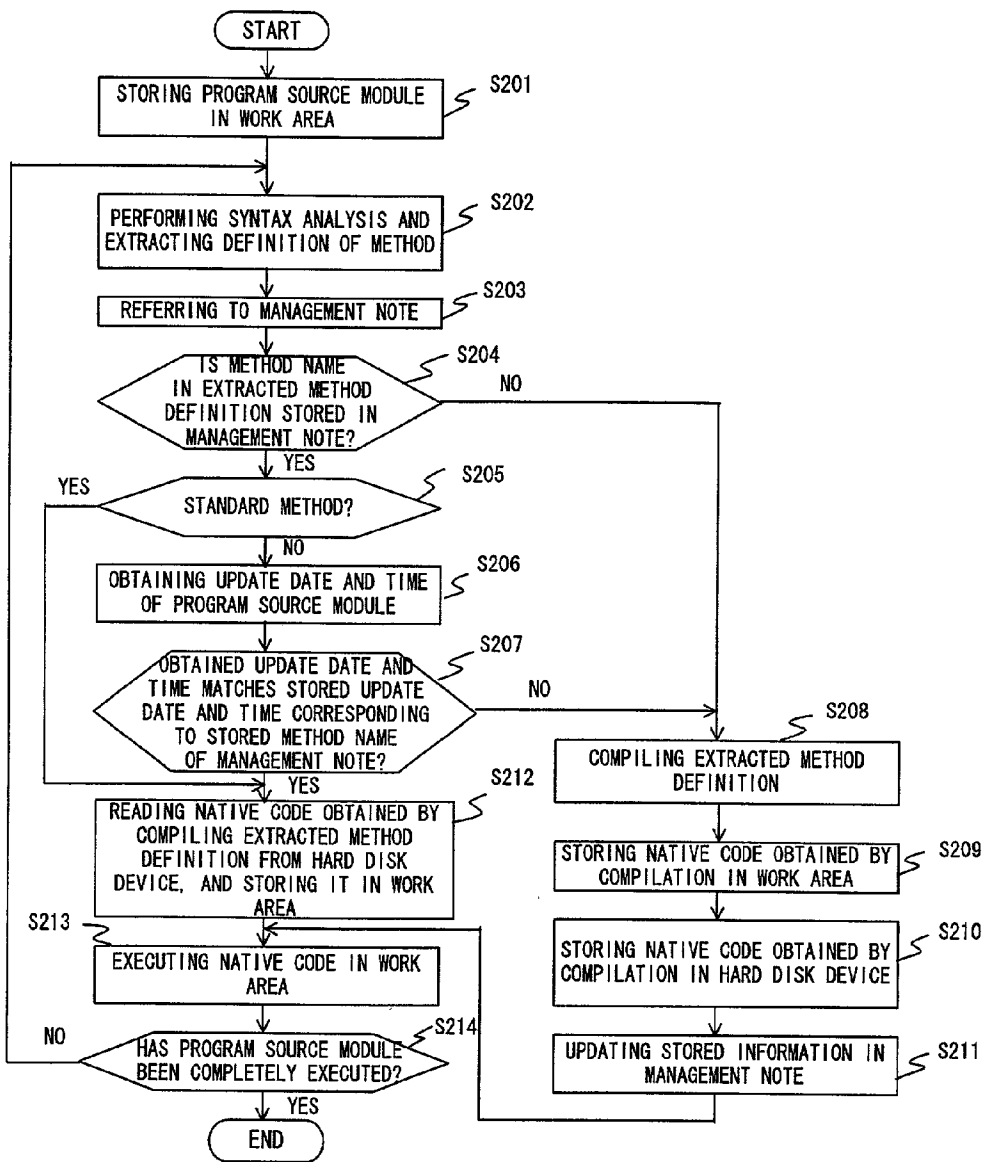 START
STORING PROGRAM SOURCE MODULE
IN WORK AREA
S201
PERFORMING SYNTAX ANALYSIS AND
EXTRACTING DEFINITION OF METHOD
S202
REFERRING TO MANAGEMENT NOTE
S203
IS METHOD NAME
IN EXTRACTED METHOD
DEFINITION STORED IN
MANAGEMENT NOTE?
S204
NO
YES
STANDARD METHOD?
S205
YES
NO
OBTAINING UPDATE DATE AND TIME
OF PROGRAM SOURCE MODULE
S206
OBTAINED UPDATE DATE AND
TIME MATCHES STORED UPDATE
DATE AND TIME CORRESPONDING
TO STORED METHOD NAME
OF MANAGEMENT NOTE?
S207
NO
YES
COMPILING EXTRACTED METHOD
DEFINITION
S208
STORING NATIVE CODE OBTAINED BY
COMPILATION IN WORK AREA
S209
STORING NATIVE CODE OBTAINED BY
COMPILATION IN HARD DISK DEVICE
S210
UPDATING STORED INFORMATION IN
MANAGEMENT NOTE
S211
READING NATIVE CODE OBTAINED BY
COMPILING EXTRACTED METHOD
DEFINITION FROM HARD DISK
DEVICE, AND STORING IT IN WORK
AREA
S212
S213
EXECUTING NATIVE CODE IN WORK
AREA
HAS PROGRAM SOURCE MODULE
BEEN COMPLETELY EXECUTED?
S214
NO
YES
END